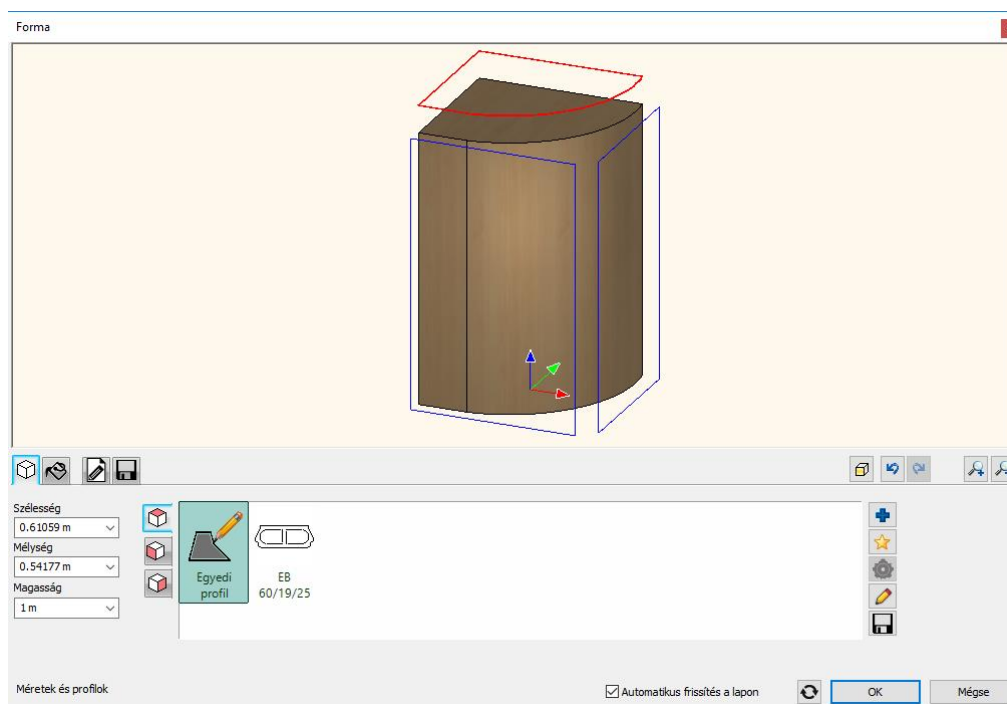 Forma
Szélesség
0.61059 m
Mélység
0.54177 m
Magasság
1 m
Egyedi
profil
EB
60/19/25
Méretek és profilok
Automatikus frissítés a lapon
OK
Mégse